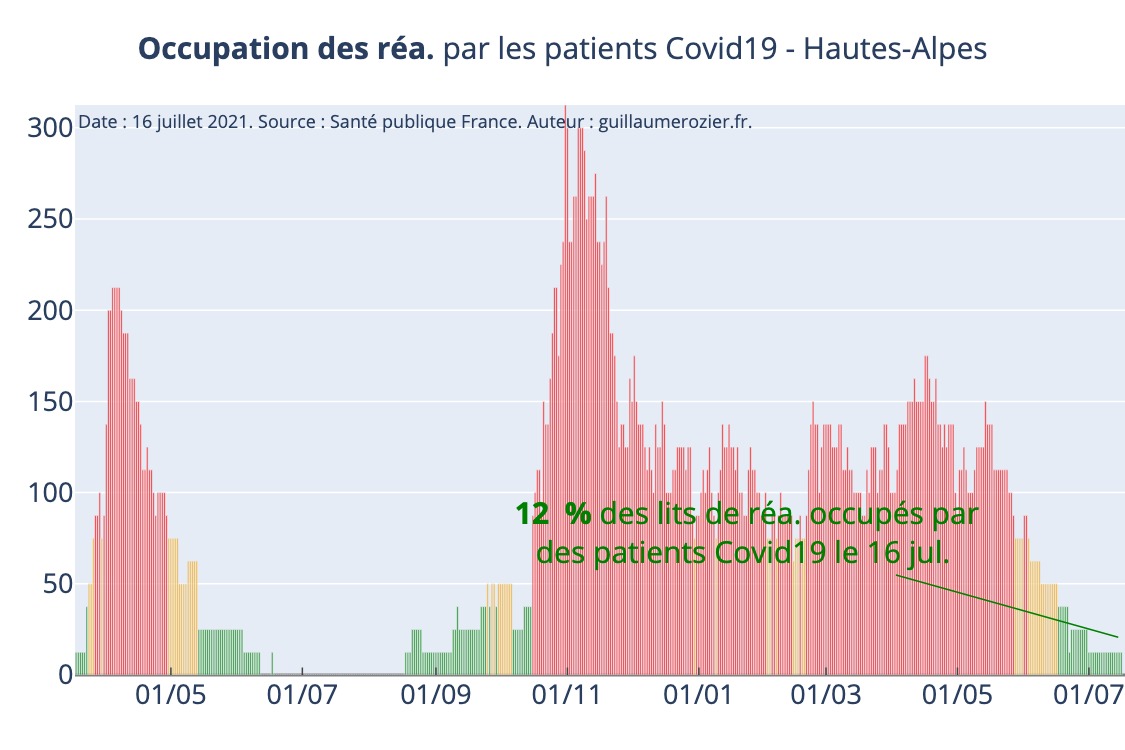 Occupation des réa. par les patients Covid19 - Hautes-Alpes
Date : 16 juillet 2021. Source : Santé publique France. Auteur : guillaumerozier.fr.
300
250
200
150
100
50
0
12 % des lits de réa. occupés par
des patients Covid19 le 16 jul.
01/05 01/07 01/09 01/11 01/01 01/03 01/05 01/07